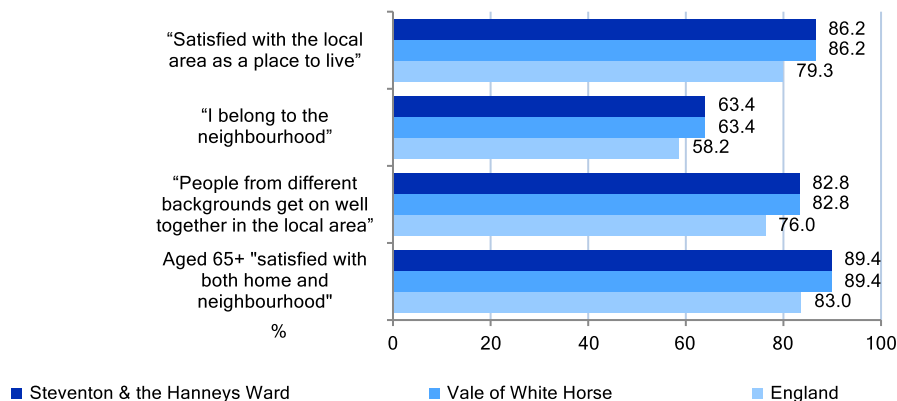 “Satisfied with the local
area as a place to live”
86.2
86.2
79.3
“I belong to the
neighbourhood”
63.4
63.4
58.2
“People from different
backgrounds get on well
together in the local area”
82.8
82.8
76.0
Aged 65+ "satisfied with
both home and
neighbourhood"
89.4
89.4
83.0
%
0 20 40 60 80 100
Steventon & the Hanneys Ward Vale of White Horse England